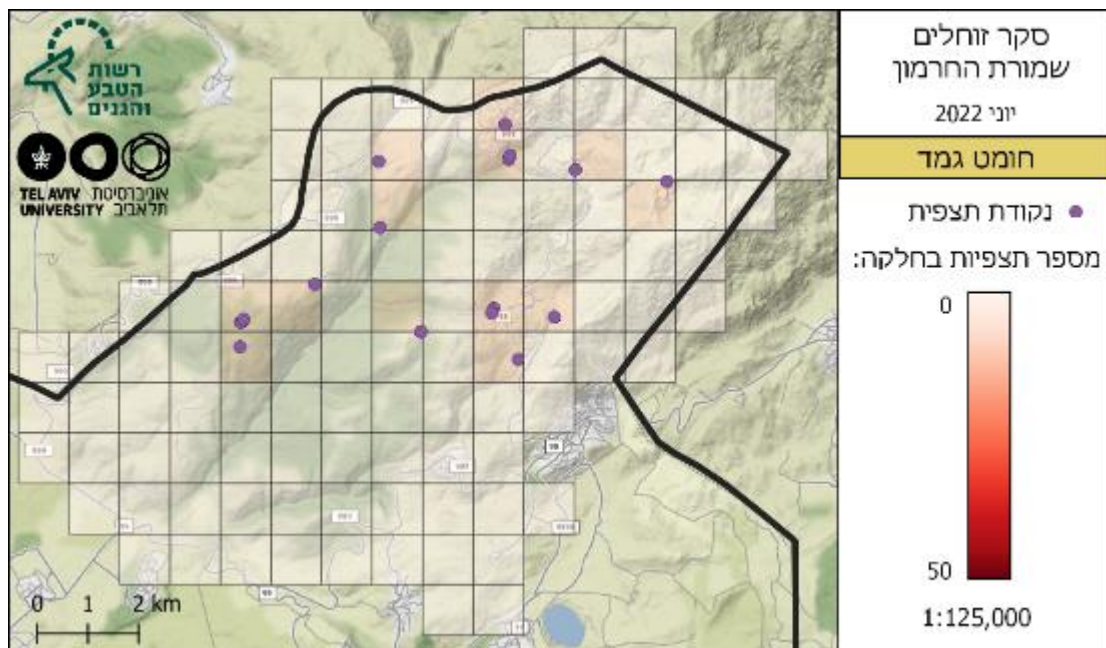 רשות
הטבע
והגנים
TEL AVIV אוניברסיטת
UNIVERSITY תל אביב
סקר זוחלים
שמורת החרמון
יוני 2022
חומט גמד
נקודת תצפית
מספר תצפיות בחלקה:
0
50
1:125,000
0 1 2 km
98